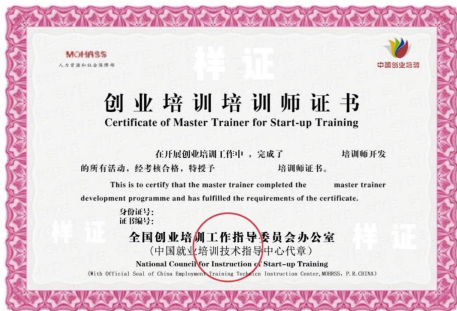 样证
MOHRSS
人力资源和社会保障部
中国创业培训
创业培训培训师证书
Certificate of Master Trainer for Start-up Training
在开展创业培训工作中 ，完成了 培训师开发
的所有活动，经考核合格，特授予 培训师证书。
This is to certify that the master trainer completed the master trainer
development programme and has fulfilled the requirements of the certificate.
身份证号:
证书编号:
样证 样证
全国创业培训工作指导委员会办公室
(中国就业培训技术指导中心代章)
National Council for Instruction of Start-up Training
(With Official Seal of China Employment Training Technicrn Instruction Center, MOHRSS, P.R.CHINA)